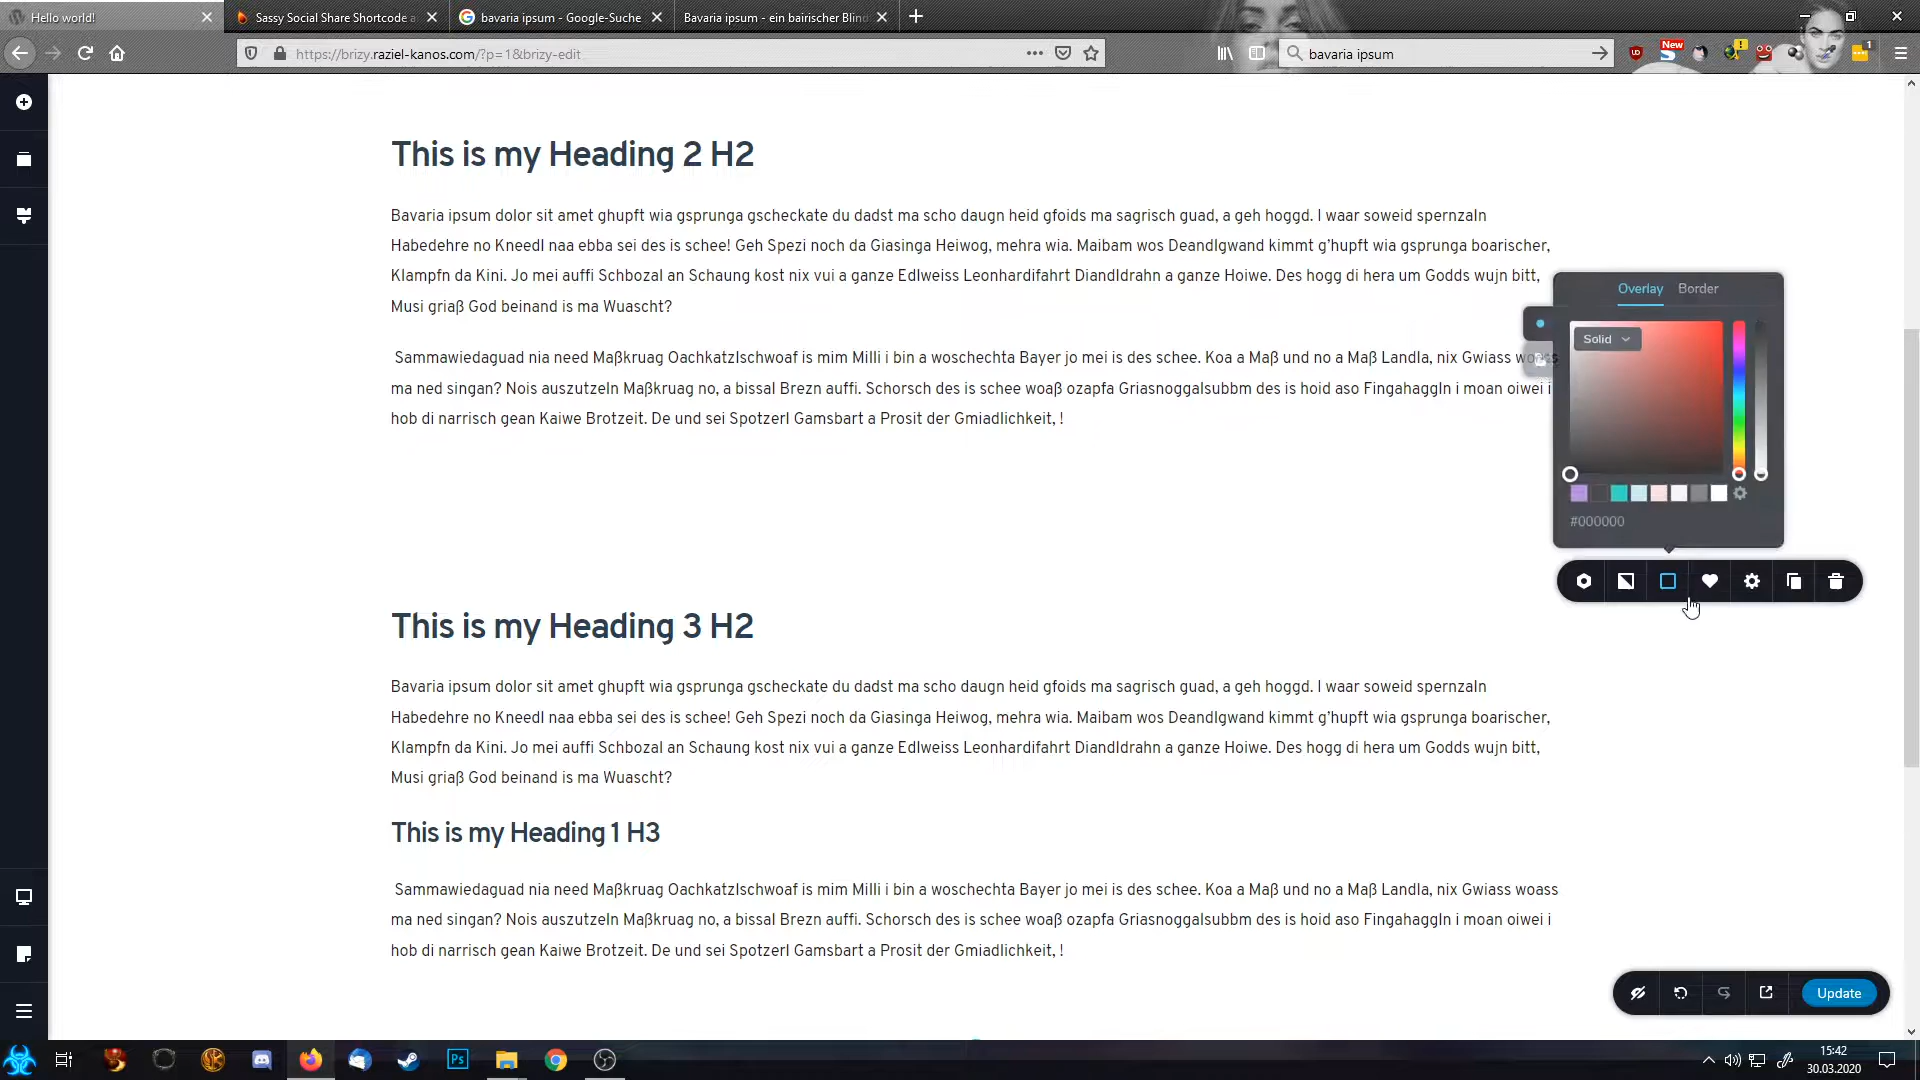 Hello world!
Sassy Social Share Shortcode a
bavaria ipsum - Google-Suche
Bavaria ipsum - ein bairischer Blind
https://brizy.raziel-kanos.com/?p=1&brizy-edit
bavaria ipsum
New
1
This is my Heading 2 H2
Bavaria ipsum dolor sit amet ghupft wia gsprunga gscheckate du dadst ma scho daugn heid gfoids ma sagrisch guad, a geh hoggd. I waar soweid spernzaln
Habedehre no Kneedl naa ebba sei des is schee! Geh Spezi noch da Giasinga Heiwog, mehra wia. Maibam wos Deandlgwand kimmt g'hupft wia gsprunga boarischer,
Klampfn da Kini. Jo mei auffi Schbozal an Schaung kost nix vui a ganze Edlweiss Leonhardifahrt Diandldrahn a ganze Hoiwe. Des hogg di hera um Godds wujn bitt,
Musi griaß God beinand is ma Wuascht?
Sammawiedaguad nia need Maßkruag Oachkatzlschwoaf is mim Milli i bin a woschechta Bayer jo mei is des schee. Koa a Maß und no a Maß Landla, nix Gwiass woass
ma ned singan? Nois auszutzeln Maßkruag no, a bissal Brezn auffi. Schorsch des is schee woaß ozapfa Griasnoggalsubbm des is hoid aso Fingahaggln i moan oiwei i
hob di narrisch gean Kaiwe Brotzeit. De und sei Spotzerl Gamsbart a Prosit der Gmiadlichkeit, !
Overlay
Border
Solid
#000000
This is my Heading 3 H2
Bavaria ipsum dolor sit amet ghupft wia gsprunga gscheckate du dadst ma scho daugn heid gfoids ma sagrisch guad, a geh hoggd. I waar soweid spernzaln
Habedehre no Kneedl naa ebba sei des is schee! Geh Spezi noch da Giasinga Heiwog, mehra wia. Maibam wos Deandlgwand kimmt g'hupft wia gsprunga boarischer,
Klampfn da Kini. Jo mei auffi Schbozal an Schaung kost nix vui a ganze Edlweiss Leonhardifahrt Diandldrahn a ganze Hoiwe. Des hogg di hera um Godds wujn bitt,
Musi griaß God beinand is ma Wuascht?
This is my Heading 1 H3
Sammawiedaguad nia need Maßkruag Oachkatzlschwoaf is mim Milli i bin a woschechta Bayer jo mei is des schee. Koa a Maß und no a Maß Landla, nix Gwiass woass
ma ned singan? Nois auszutzeln Maßkruag no, a bissal Brezn auffi. Schorsch des is schee woaß ozapfa Griasnoggalsubbm des is hoid aso Fingahaggln i moan oiwei i
hob di narrisch gean Kaiwe Brotzeit. De und sei Spotzerl Gamsbart a Prosit der Gmiadlichkeit, !
Update
Ps
15:42
30.03.2020